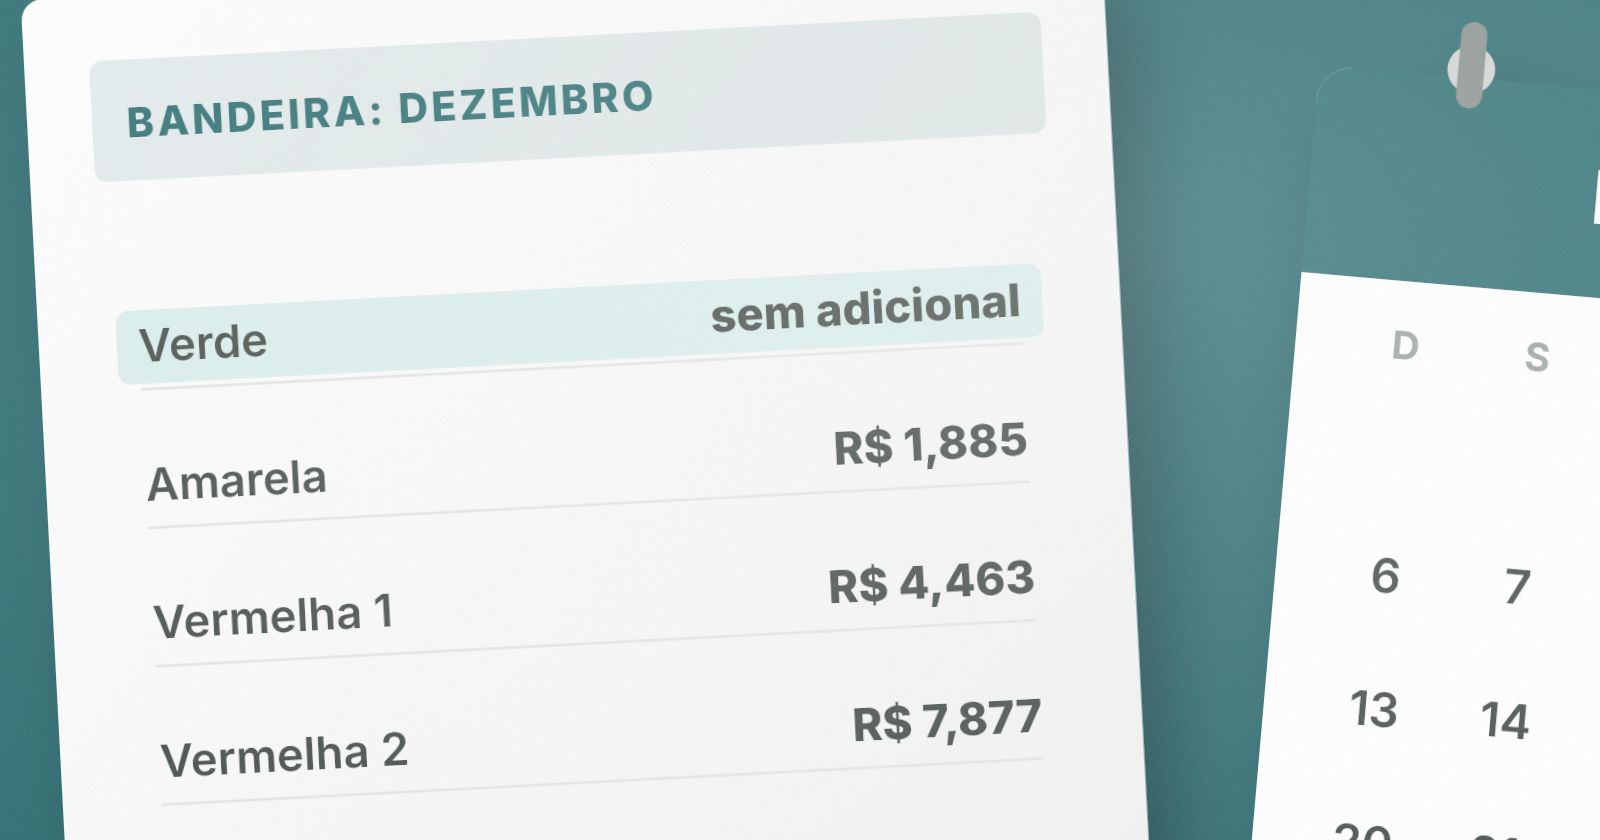 BANDEIRA: DEZEMBRO
Verde sem adicional
Amarela R$ 1,885
Vermelha 1 R$ 4,463
Vermelha 2 R$ 7,877
D S
6 7
13 14